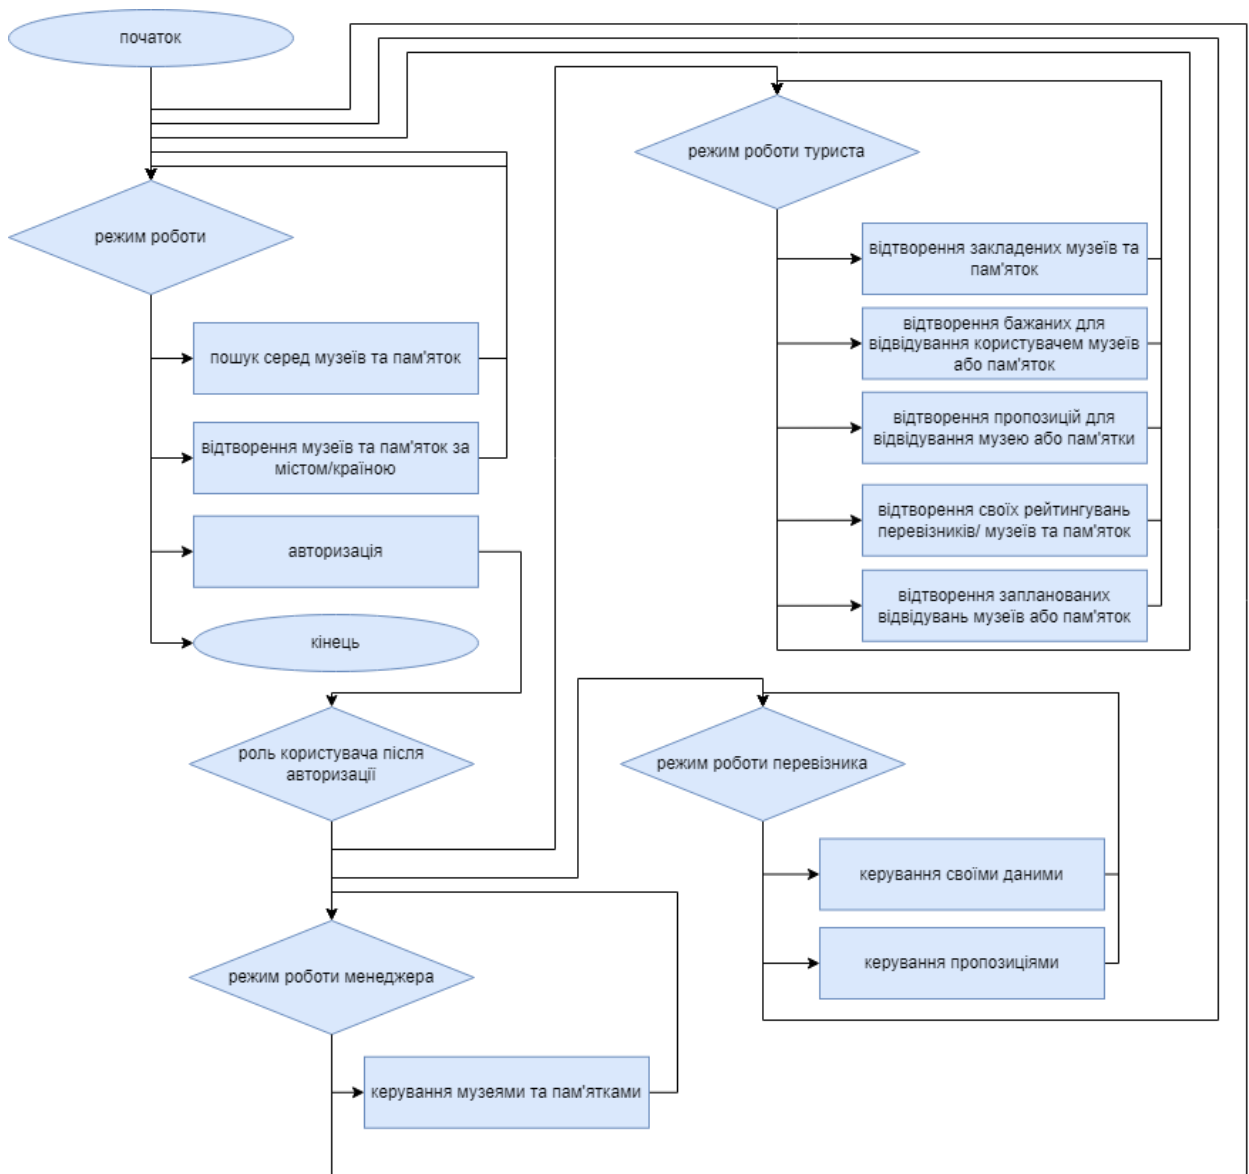 початок
режим роботи
пошук серед музеїв та пам'яток
відтворення музеїв та пам'яток за
містом/країною
авторизація
кінець
роль користувача після
авторизації
режим роботи менеджера
керування музеями та пам'ятками
режим роботи туриста
відтворення закладених музеїв та
пам'яток
відтворення бажаних для
відвідування користувачем музеїв
або пам'яток
відтворення пропозицій для
відвідування музею або пам'ятки
відтворення своїх рейтингувань
перевізників/ музеїв та пам'яток
відтворення запланованих
відвідувань музеїв або пам'яток
режим роботи перевізника
керування своїми даними
керування пропозиціями